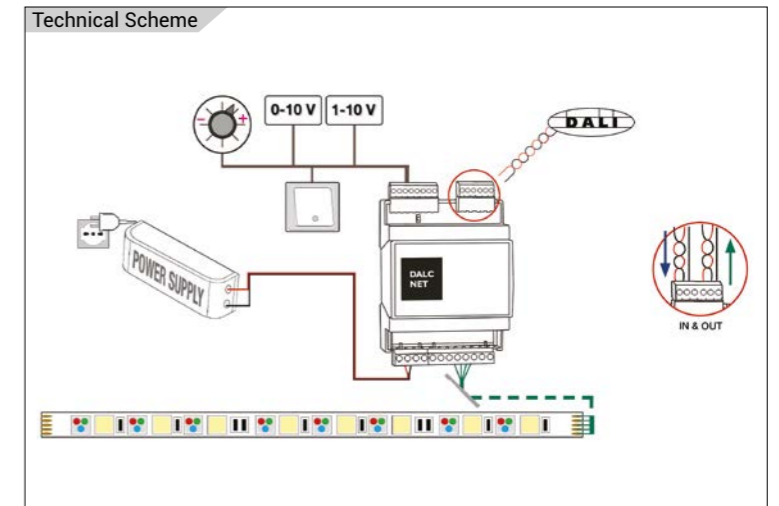 Technical Scheme
0-10 V
1-10 V
- +
DALI
DALC
NET
POWER SUPPLY
IN & OUT